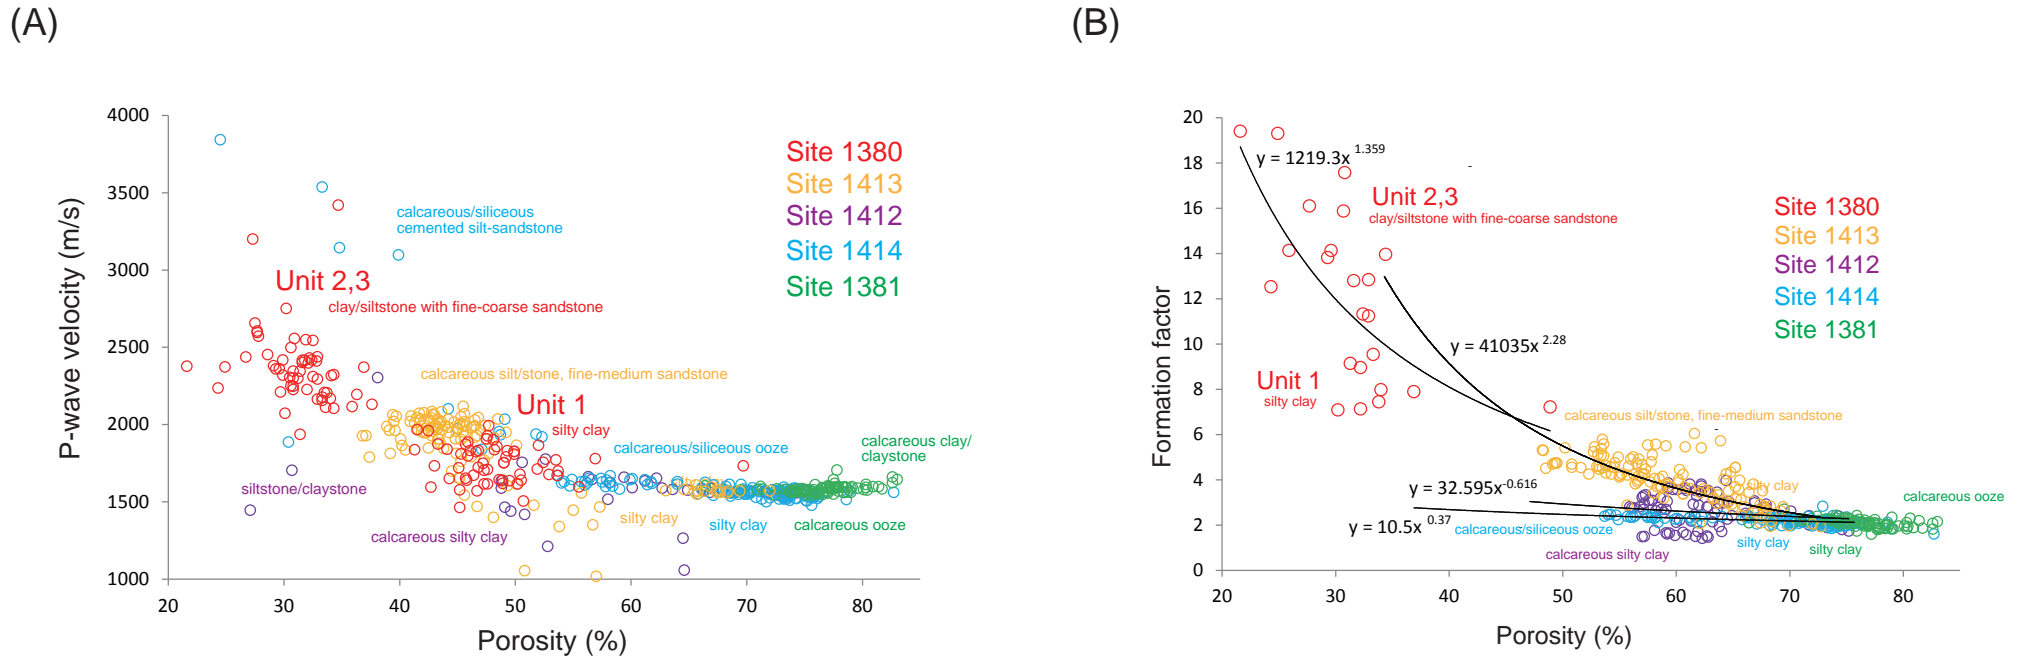 (A)
4000
3500
3000
2500
2000
1500
1000
P-wave velocity (m/s)
20 30 40 50 60 70 80
Porosity (%)
Site 1380
Site 1413
Site 1412
Site 1414
Site 1381
calcareous/siliceous
cemented silt-sandstone
Unit 2,3
clay/siltstone with fine-coarse sandstone
calcareous silt/stone, fine-medium sandstone
Unit 1
silty clay
calcareous/siliceous ooze
calcareous clay/
claystone
siltstone/claystone
calcareous silty clay
silty clay
silty clay
calcareous ooze
(B)
20
18
16
14
12
10
8
6
4
2
0
Formation factor
20 30 40 50 60 70 80
Porosity (%)
y = 1219.3x 1.359
Unit 2,3
clay/siltstone with fine-coarse sandstone
Site 1380
Site 1413
Site 1412
Site 1414
Site 1381
y = 41035x 2.28
Unit 1
silty clay
calcareous silt/stone, fine-medium sandstone
silty clay
y = 32.595x-0.616
calcareous ooze
y = 10.5x 0.37
calcareous/siliceous ooze
calcareous silty clay
silty clay
silty clay